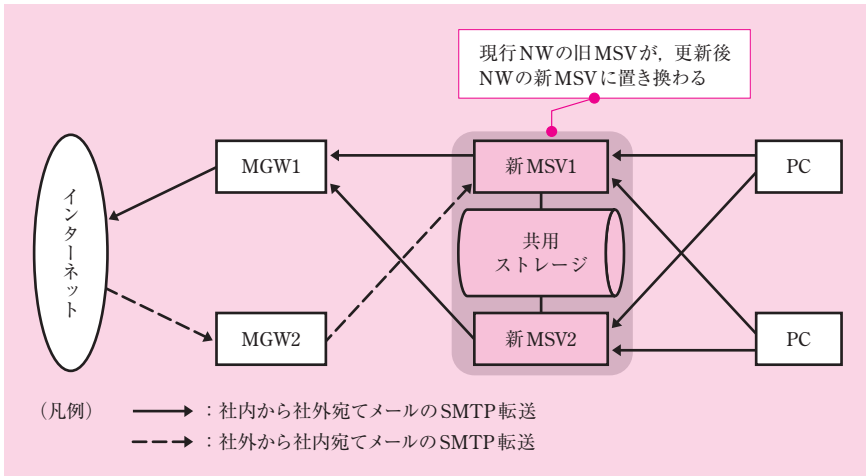 現行NWの旧MSVが，更新後
NWの新MSVに置き換わる
MGW1
新MSV1
PC
インターネット
共用
ストレージ
MGW2
新MSV2
PC
（凡例）
：社内から社外宛てメールのSMTP転送
：社外から社内宛てメールのSMTP転送